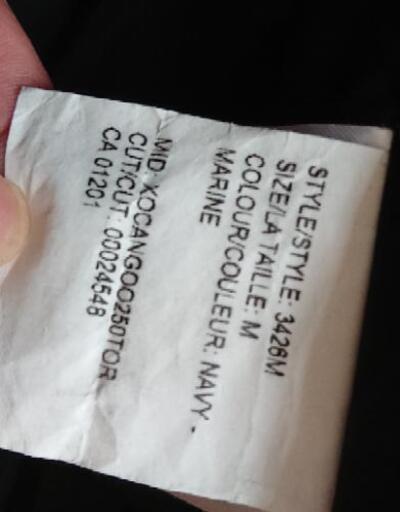 STYLE/STYLE: 3426M
SIZE/LA TAILLE: M
COLOUR/COULEUR: NAVY -
MARINE
MID: XOCANGOO250TOR
CUT/CUT: 00024548
CA 01201